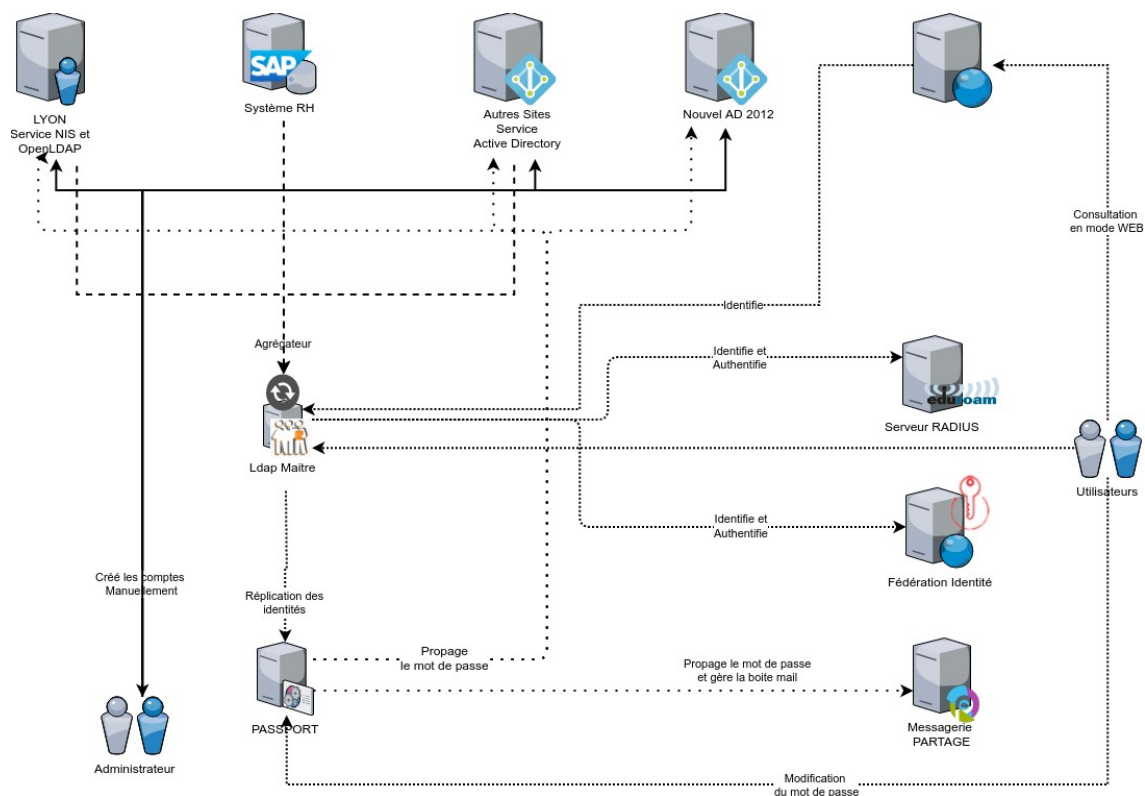 SAP
LYON
Service NIS et
OpenLDAP
Système RH
Autres Sites
Service
Active Directory
Nouvel AD 2012
Consultation
en mode WEB
Identifie
Agrégateur
Identifie et
Authentifie
eduroam
Serveur RADIUS
Ldap Maitre
Utilisateurs
Identifie et
Authentifie
Fédération Identité
Créé les comptes
Manuellement
Réplication des
identités
Propage
le mot de passe
Propage le mot de passe
et gère la boite mail
PASSPORT
Messagerie
PARTAGE
Administrateur
Modification
du mot de passe